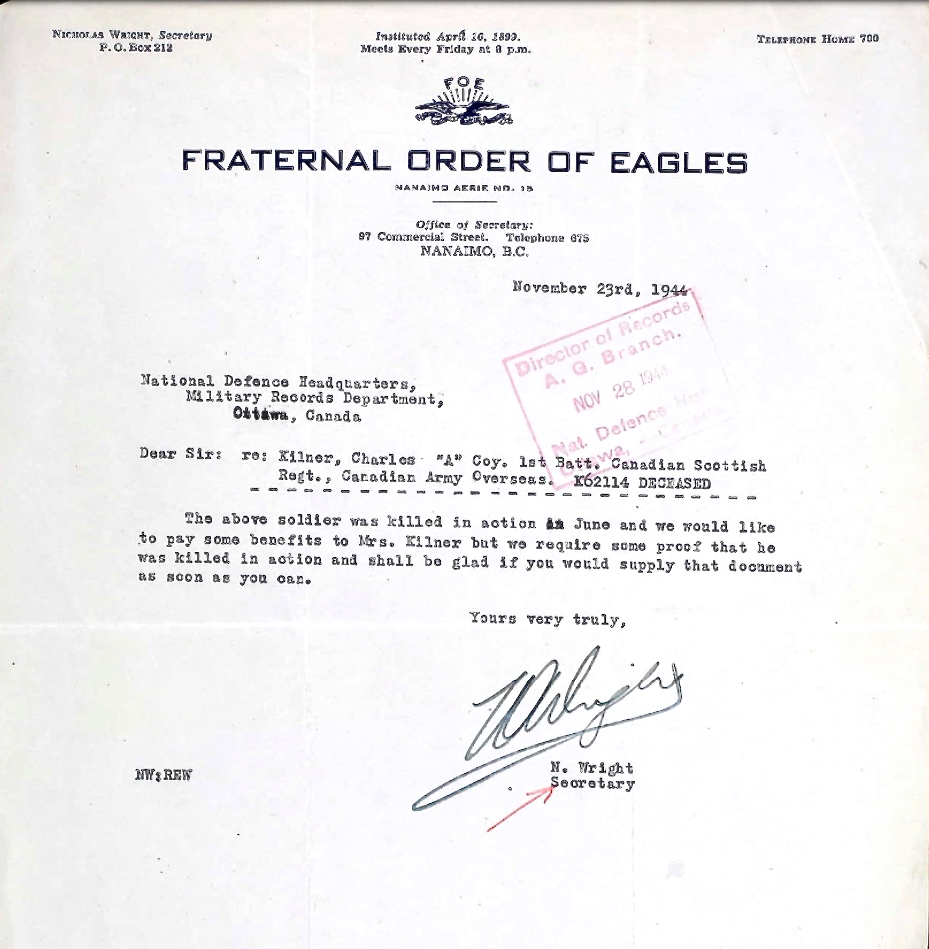 NICHOLAS WRIGHT, Secretary
P. O. BOX 212
Instituted April 16, 1899.
Meets Every Friday at 8 p.m.
TELEPHONE HOME 700
FOE
FRATERNAL ORDER OF EAGLES
NANAIMO AERIE NO. 15
Office of Secretary:
97 Commercial Street. Telephone 675
NANAIMO, B.C.
November 23rd, 1944
Director of Records
A. G. Branch.
NOV 28 1944
Nat. Defence
National Defence Headquarters,
Military Records Department,
Ottawa, Canada
Dear Sir: re: Kilner, Charles "A" Coy. 1st Batt. Canadian Scottish
Regt., Canadian Army Overseas. K62114 DECEASED
The above soldier was killed in action in June and we would like
to pay some benefits to Mrs. Kilner but we require some proof that he
was killed in action and shall be glad if you would supply that document
as soon as you can.
Yours very truly,
N Wright
NW:REW
N. Wright
Secretary